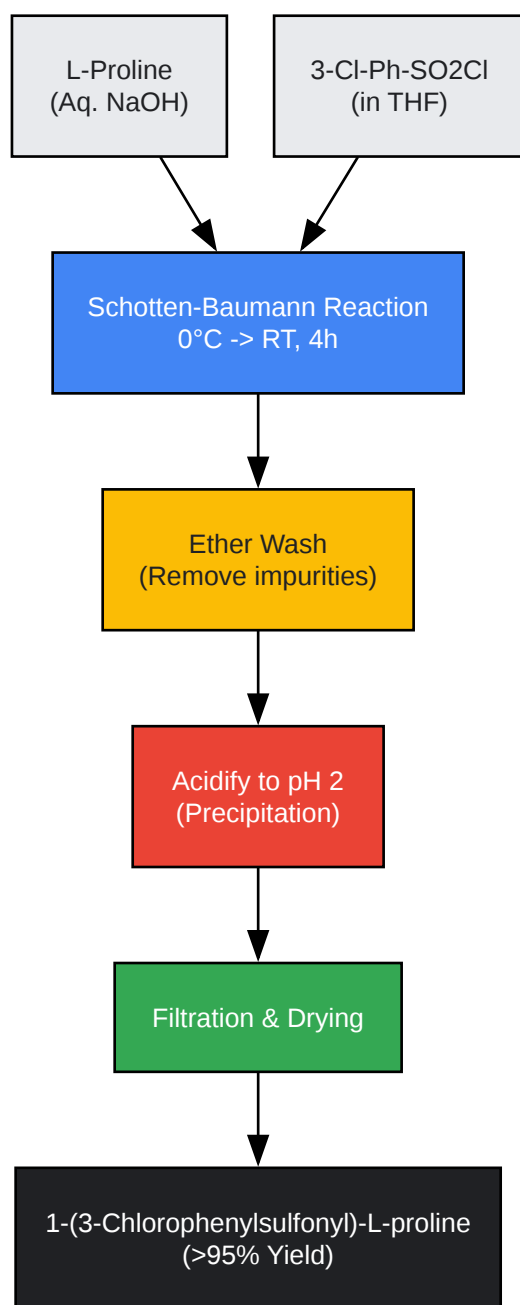 L-Proline
(Aq. NaOH)
3-Cl-Ph-SO2Cl
(in THF)
Schotten-Baumann Reaction
0°C -> RT, 4h
Ether Wash
(Remove impurities)
Acidify to pH 2
(Precipitation)
Filtration & Drying
1-(3-Chlorophenylsulfonyl)-L-proline
(>95% Yield)